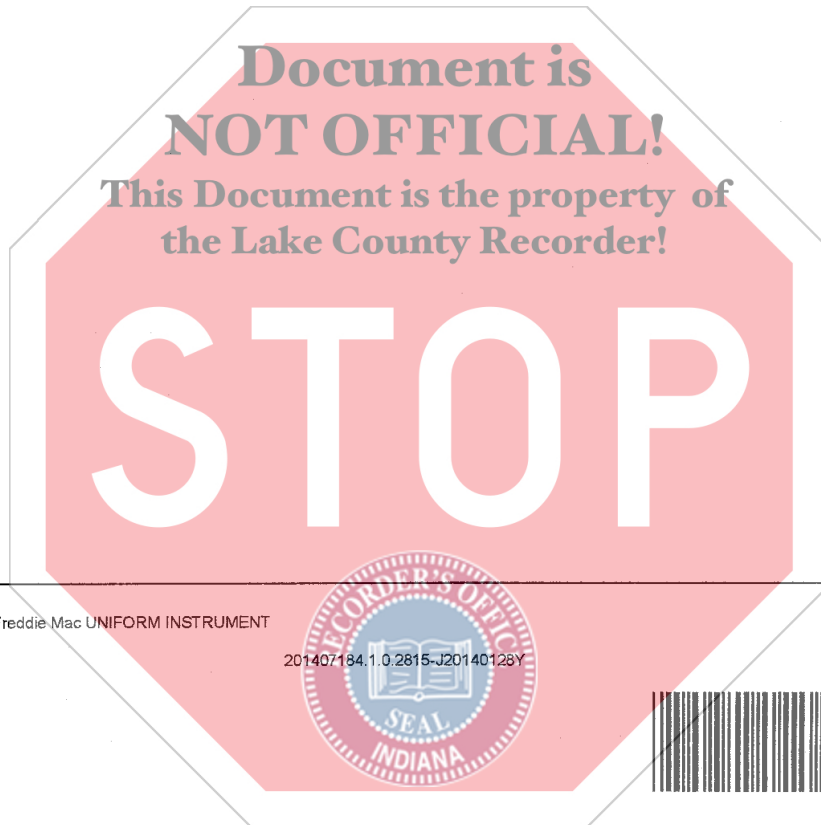 Document is
NOT OFFICIAL!
This Document is the property of
the Lake County Recorder!
STOP
reddie Mac UNIFORM INSTRUMENT
201407184.1.0.2815-J20140128Y
RECORDER'S OFFIC
SEAL
INDIANA